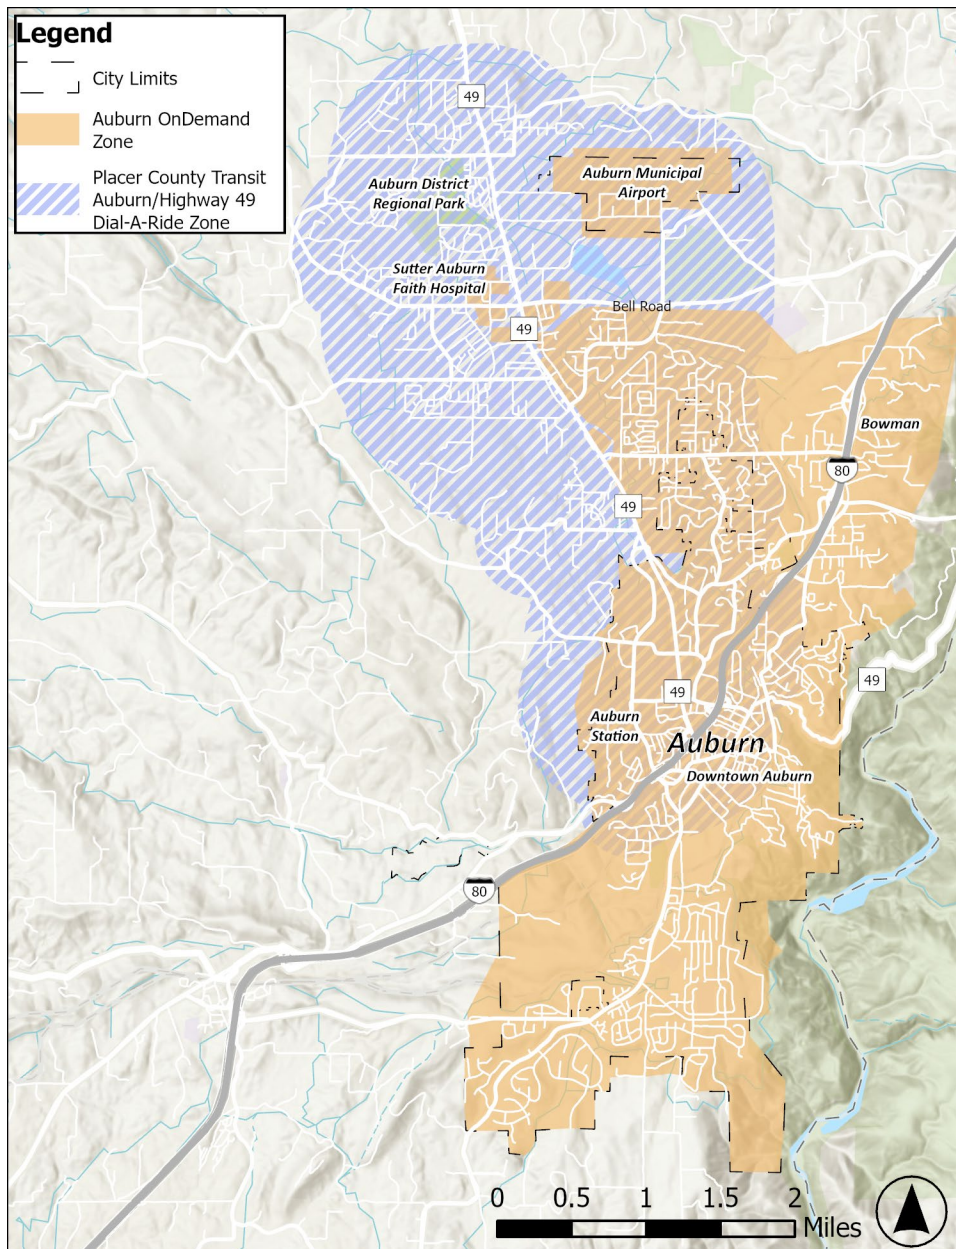 Legend
City Limits
Auburn OnDemand
Zone
Placer County Transit
Auburn/Highway 49
Dial-A-Ride Zone
49
Auburn Municipal
Airport
Auburn District
Regional Park
Sutter Auburn
Faith Hospital
Bell Road
49
Bowman
80
49
49
49
Auburn
Station
Auburn
Downtown Auburn
80
0
0.5
1
1.5
2
Miles